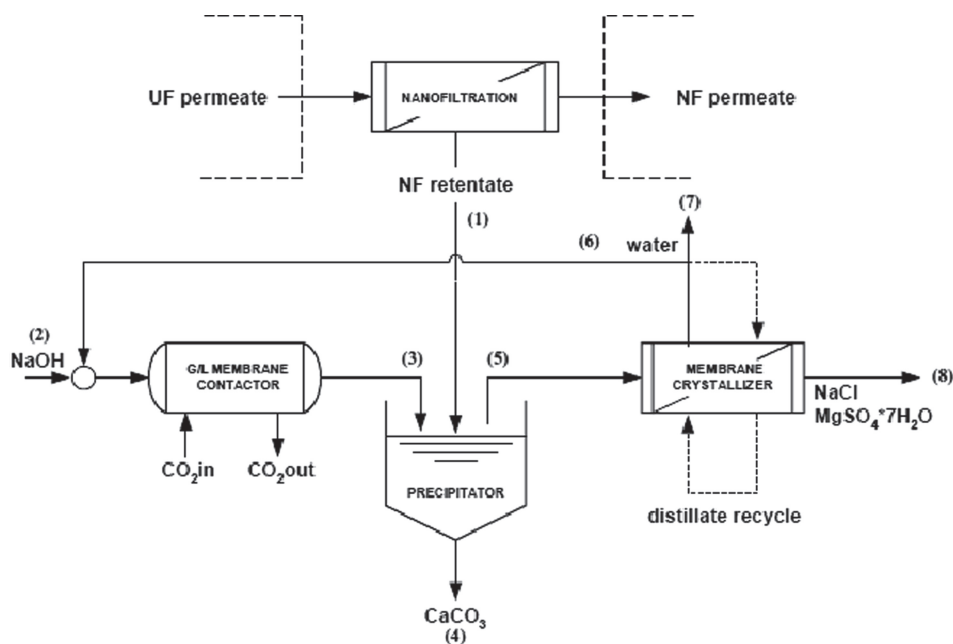 UF permeate
NANOFILTRATION
NF permeate
NF retentate
(1)
(7)
(6)
water
(2)
NaOH
G/L MEMBRANE
CONTACTOR
(3)
(5)
MEMBRANE
CRYSTALLIZER
(8)
NaCl
MgSO₄*7H₂O
CO₂in
CO₂out
PRECIPITATOR
distillate recycle
CaCO₃
(4)